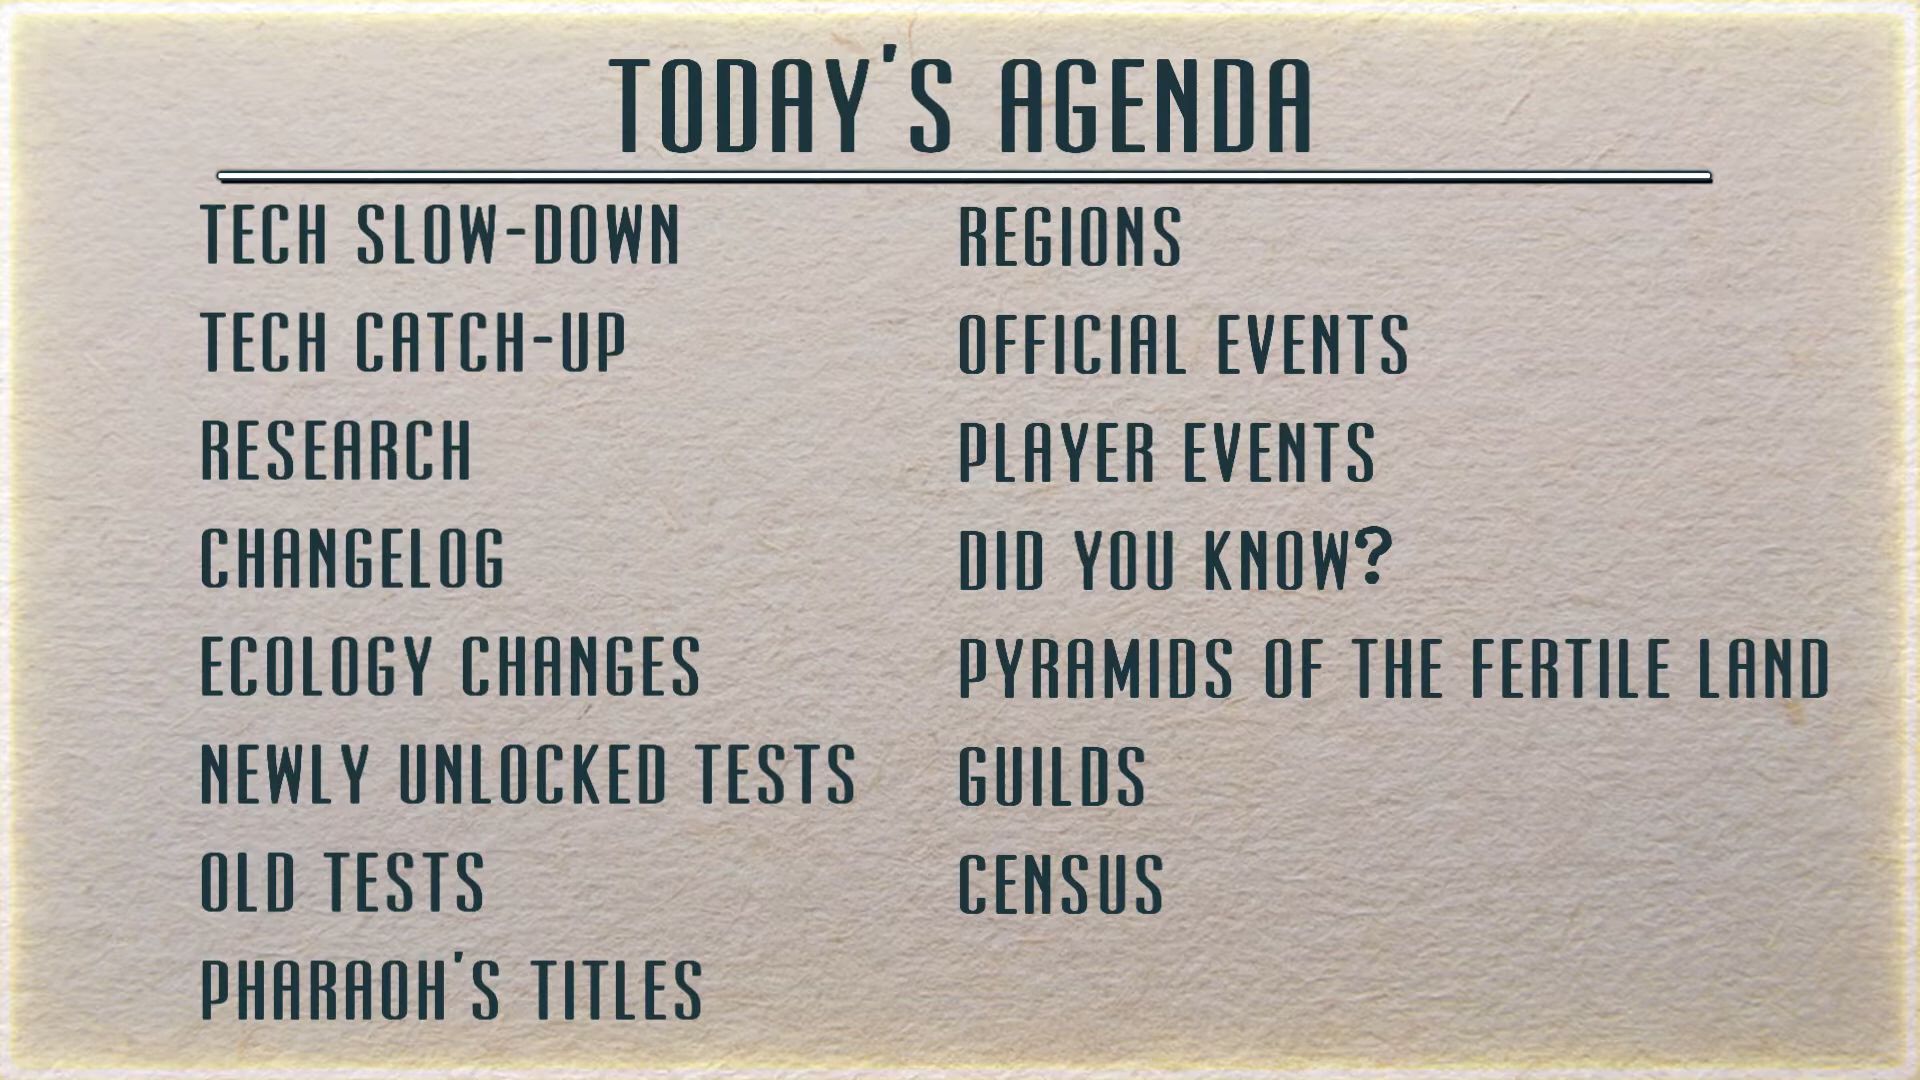 TODAY'S AGENDA
TECH SLOW-DOWN
TECH CATCH-UP
RESEARCH
CHANGELOG
ECOLOGY CHANGES
NEWLY UNLOCKED TESTS
OLD TESTS
PHARAOH'S TITLES
REGIONS
OFFICIAL EVENTS
PLAYER EVENTS
DID YOU KNOW?
PYRAMIDS OF THE FERTILE LAND
GUILDS
CENSUS